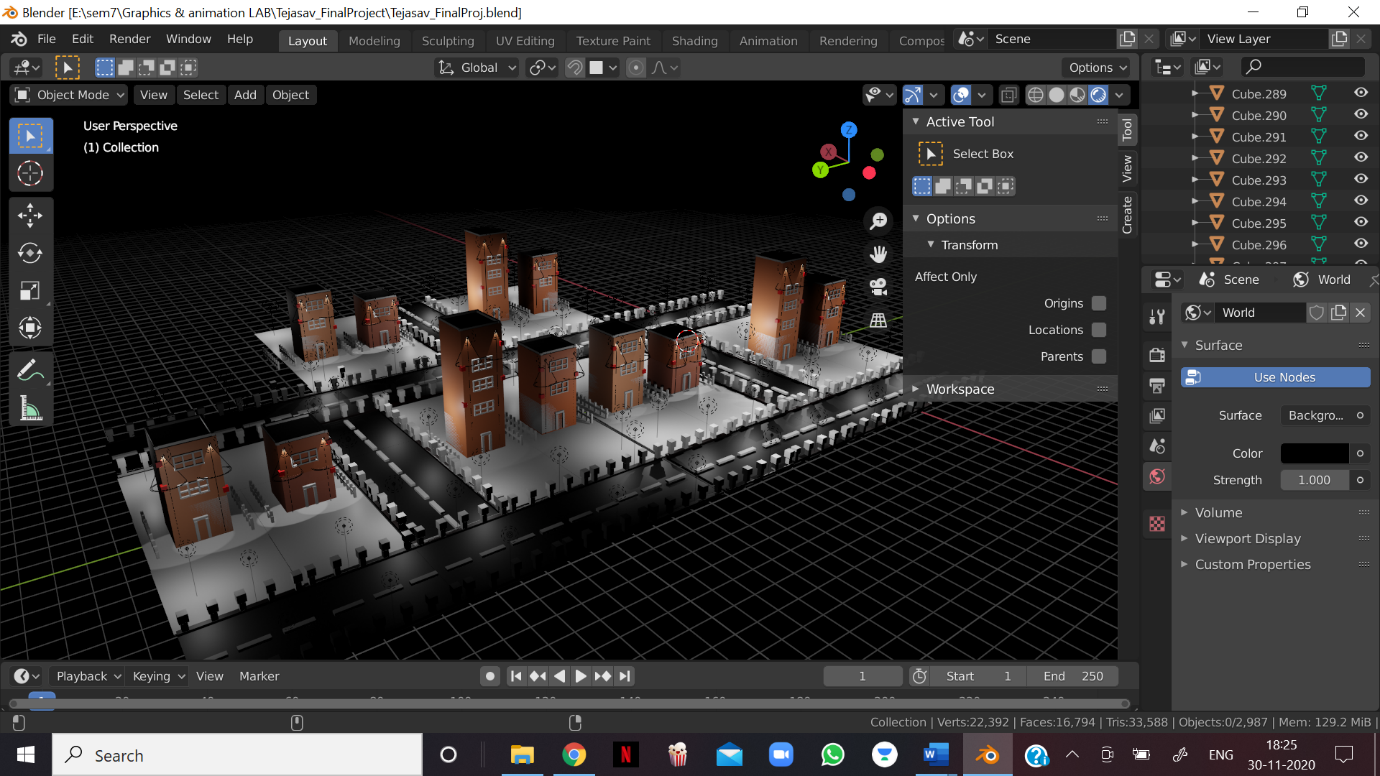 Blender [E:\sem7\Graphics & animation LAB\Tejasav_FinalProject\Tejasav_FinalProj.blend]
File Edit Render Window Help Layout Modeling Sculpting UV Editing Texture Paint Shading Animation Rendering Compos Scene View Layer
Global Options
Object Mode View Select Add Object
User Perspective
(1) Collection
Z
X
Y
Active Tool
Select Box
Options
Transform
Affect Only
Origins
Locations
Parents
Workspace
Tool
View
Create
Cube.289
Cube.290
Cube.291
Cube.292
Cube.293
Cube.294
Cube.295
Cube.296
Scene World
World
Surface
Use Nodes
Surface Backgro...
Color
Strength 1.000
Volume
Viewport Display
Custom Properties
Playback Keying View Marker 1 Start 1 End 250
Collection | Verts:22,392 | Faces:16,794 | Tris:33,588 | Objects:0/2,987 | Mem: 129.2 MiB
Search
ENG
18:25
30-11-2020